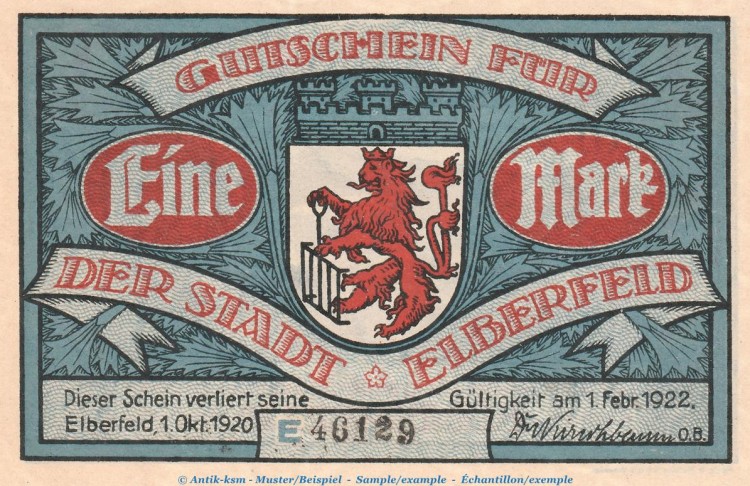 GUTSCHEIN FÜR
Eine Mark
DER STADT ELBERFELD
Dieser Schein verliert seine Gültigkeit am 1. Febr. 1922.
Elberfeld 1. Okt. 1920
E 46129
O.B.
© Antik-ksm - Muster/Beispiel - Sample/example - Échantillon/exemple